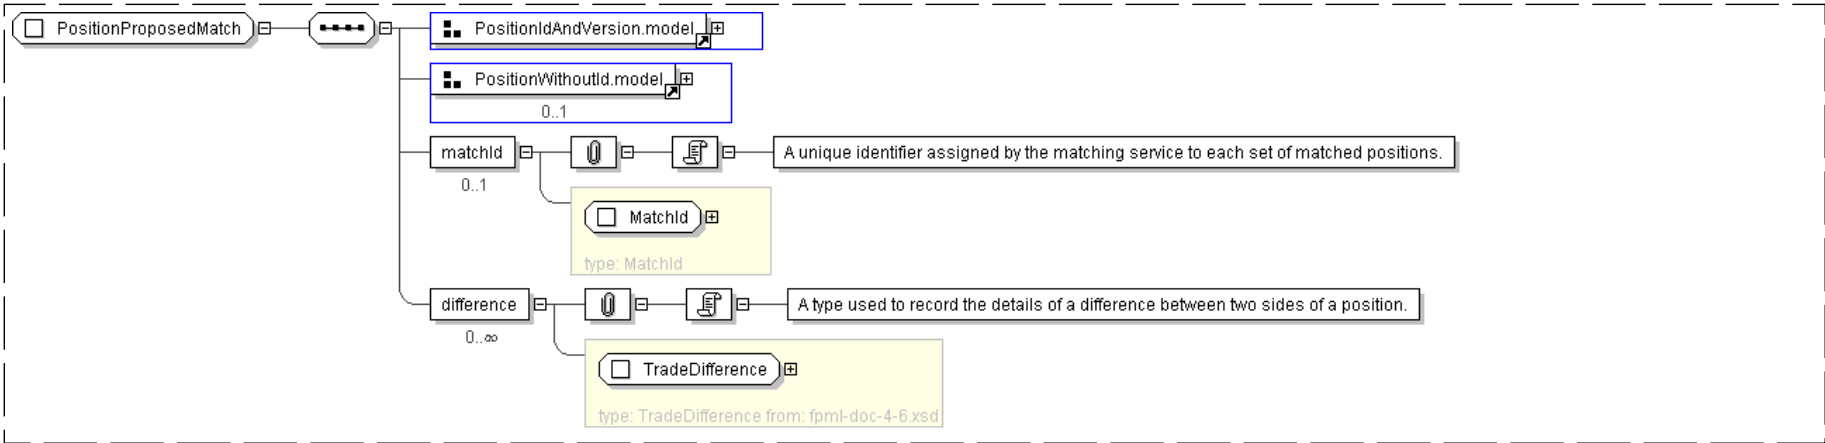 PositionProposedMatch
PositionIdAndVersion.model
PositionWithoutId.model
0..1
matchId
A unique identifier assigned by the matching service to each set of matched positions.
0..1
MatchId
type: MatchId
difference
A type used to record the details of a difference between two sides of a position.
0..∞
TradeDifference
type: TradeDifference from: fpml-doc-4-6.xsd